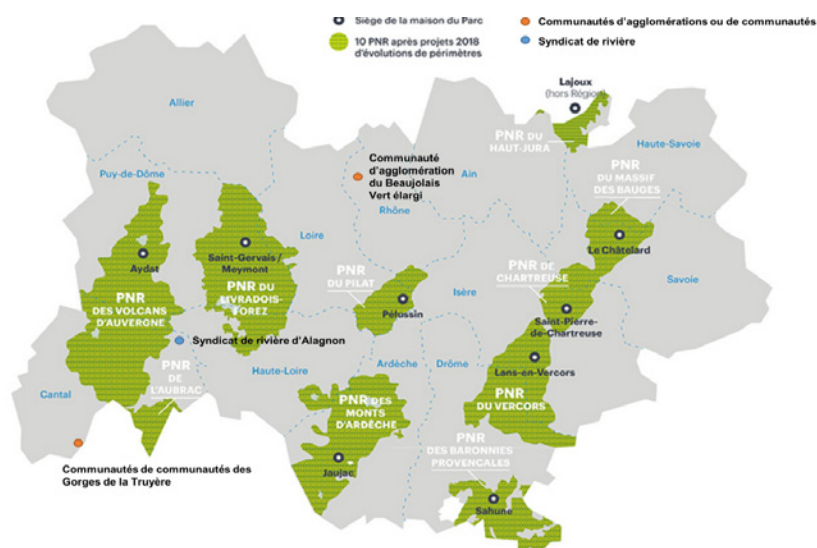 Siège de la maison du Parc
Communautés d'agglomérations ou de communautés
10 PNR après projets 2018
d'évolutions de périmètres
Syndicat de rivière
Lajoux
(hors Région)
Allier
PNR DU
HAUT-JURA
Haute-Savoie
Communauté
d'agglomération
du Beaujolais
Vert élargi
Ain
PNR
DU MASSIF
DES BAUGES
Puy-de-Dôme
Rhône
Loire
Le Châtelard
Aydat
Saint-Gervais /
Meymont
PNR DE
CHARTREUSE
Savoie
PNR
DU PILAT
Isère
PNR DU
LIVRADOIS-
FOREZ
PNR
DES VOLCANS
D'AUVERGNE
Pélussin
Saint-Pierre-
de-Chartreuse
Syndicat de rivière d'Alagnon
Lans-en-Vercors
PNR
DE
L'AUBRAC
Haute-Loire
Ardèche
Drôme
Cantal
PNR
DU VERCORS
PNR DES
MONTS
D'ARDÈCHE
PNR
DES BARONNIES
PROVENÇALES
Communautés de communautés des
Gorges de la Truyère
Jaujac
Sahune